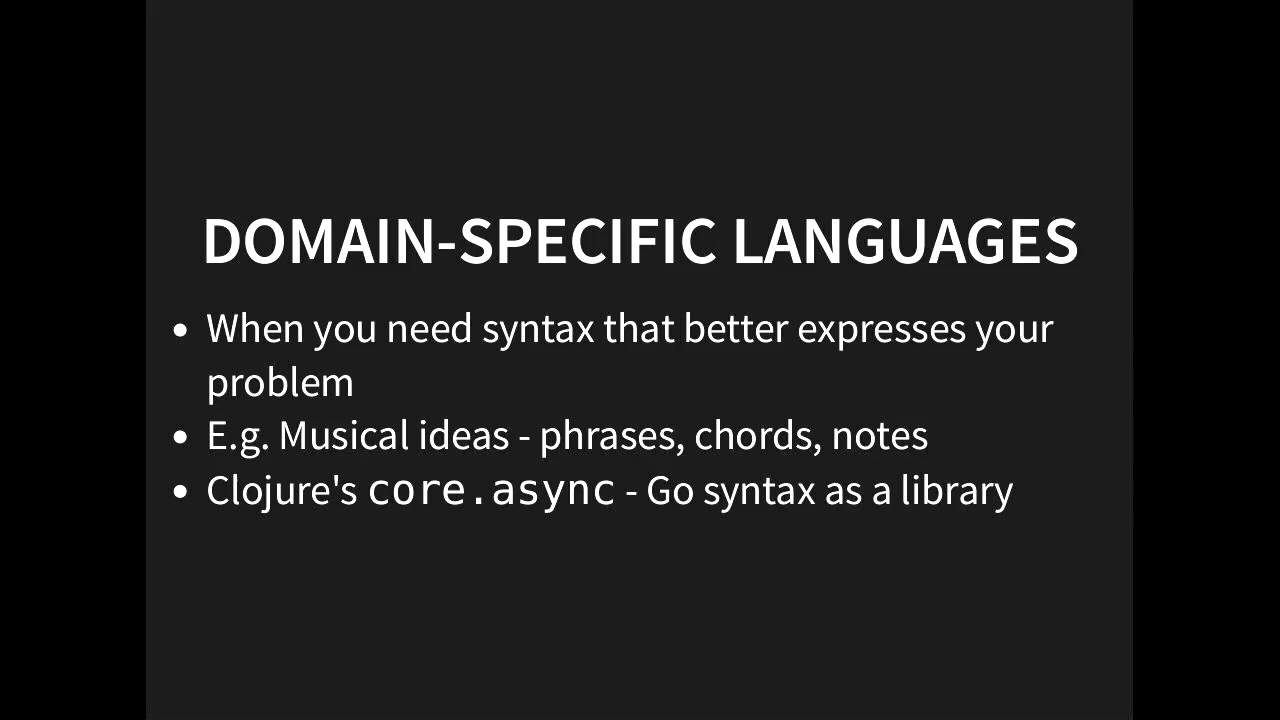 DOMAIN-SPECIFIC LANGUAGES
• When you need syntax that better expresses your
problem
• E.g. Musical ideas - phrases, chords, notes
• Clojure's core.async - Go syntax as a library